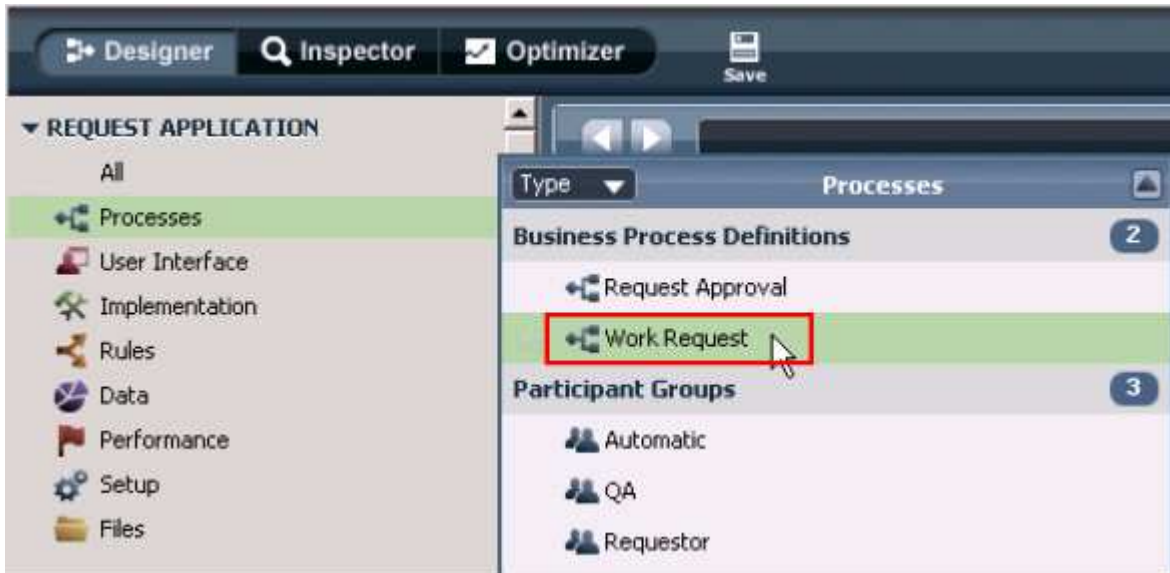 Designer Inspector Optimizer Save
REQUEST APPLICATION
All
Processes
User Interface
Implementation
Rules
Data
Performance
Setup
Files
Type Processes
Business Process Definitions 2
Request Approval
Work Request
Participant Groups 3
Automatic
QA
Requestor